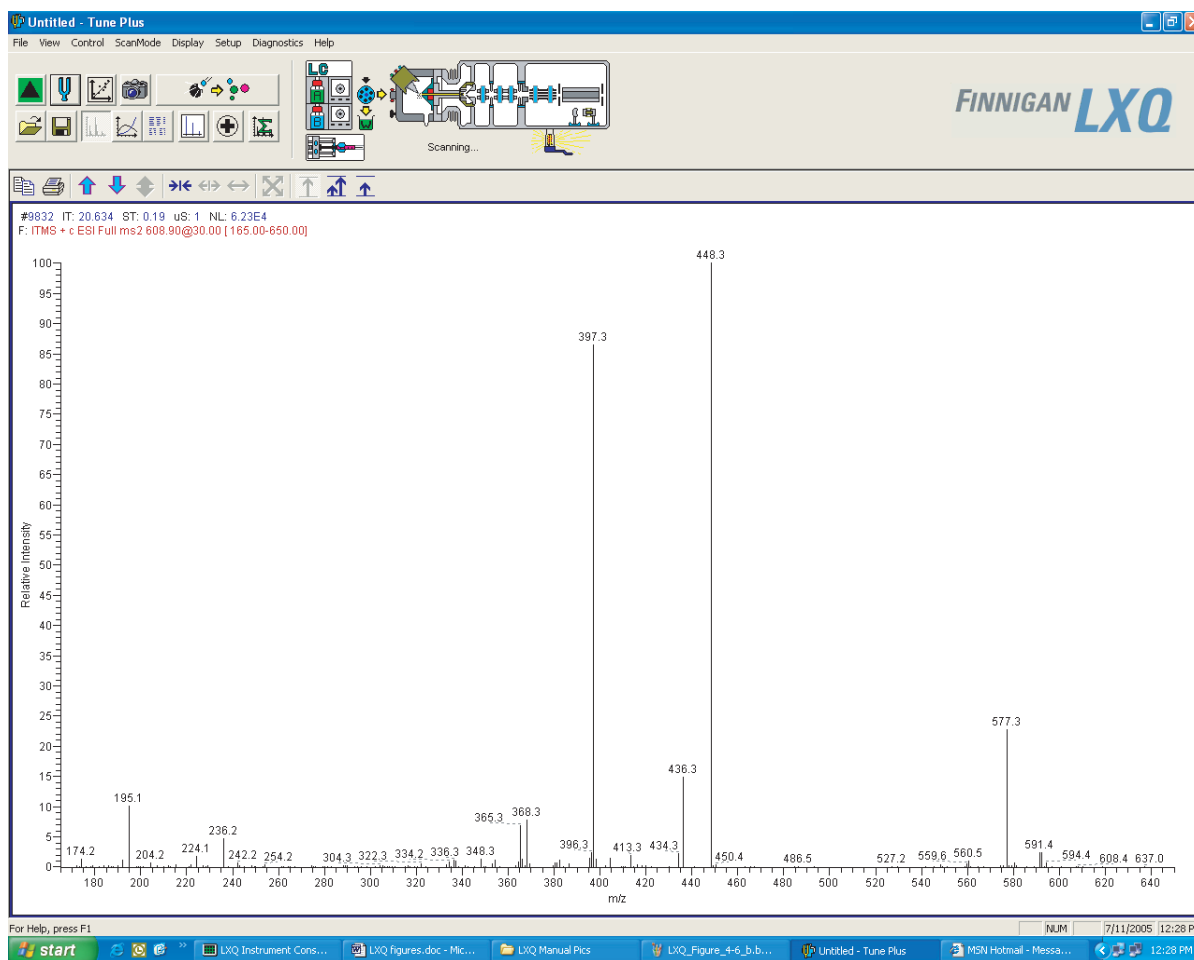 Untitled - Tune Plus
File View Control ScanMode Display Setup Diagnostics Help
LC
A
B
Scanning...
FINNIGAN LXQ
#9832 IT: 20.634 ST: 0.19 uS: 1 NL: 6.23E4
F: ITMS + c ESI Full ms2 608.90@30.00 [ 165.00-650.00]
100
95
90
85
80
75
70
65
60
55
50
45
40
35
30
25
20
15
10
5
0
Relative Intensity
448.3
397.3
577.3
436.3
195.1
365.3
368.3
236.2
174.2
204.2
224.1
242.2
254.2
304.3
322.3
334.2
336.3
348.3
396.3
413.3
434.3
450.4
486.5
527.2
559.6
560.5
591.4
594.4
608.4
637.0
180 200 220 240 260 280 300 320 340 360 380 400 420 440 460 480 500 520 540 560 580 600 620 640
m/z
For Help, press F1
NUM 7/11/2005 12:28 P
start
LXQ Instrument Cons...
LXQ figures.doc - Mic...
LXQ Manual Pics
LXQ_Figure_4-6_b.b...
Untitled - Tune Plus
MSN Hotmail - Messa...
12:28 PM